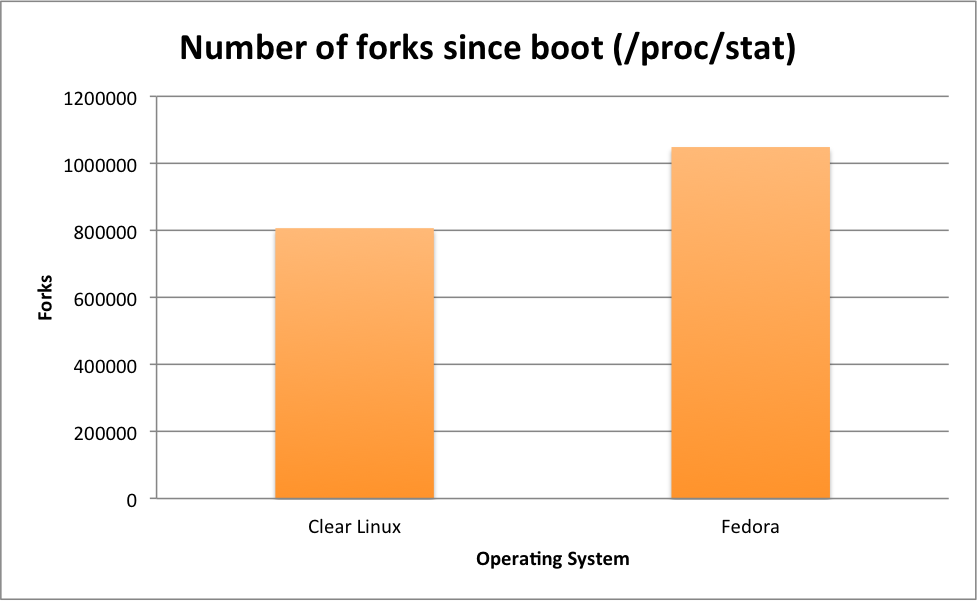 Number of forks since boot (/proc/stat)
1200000
1000000
800000
600000
400000
200000
0
Forks
Clear Linux
Fedora
Operating System